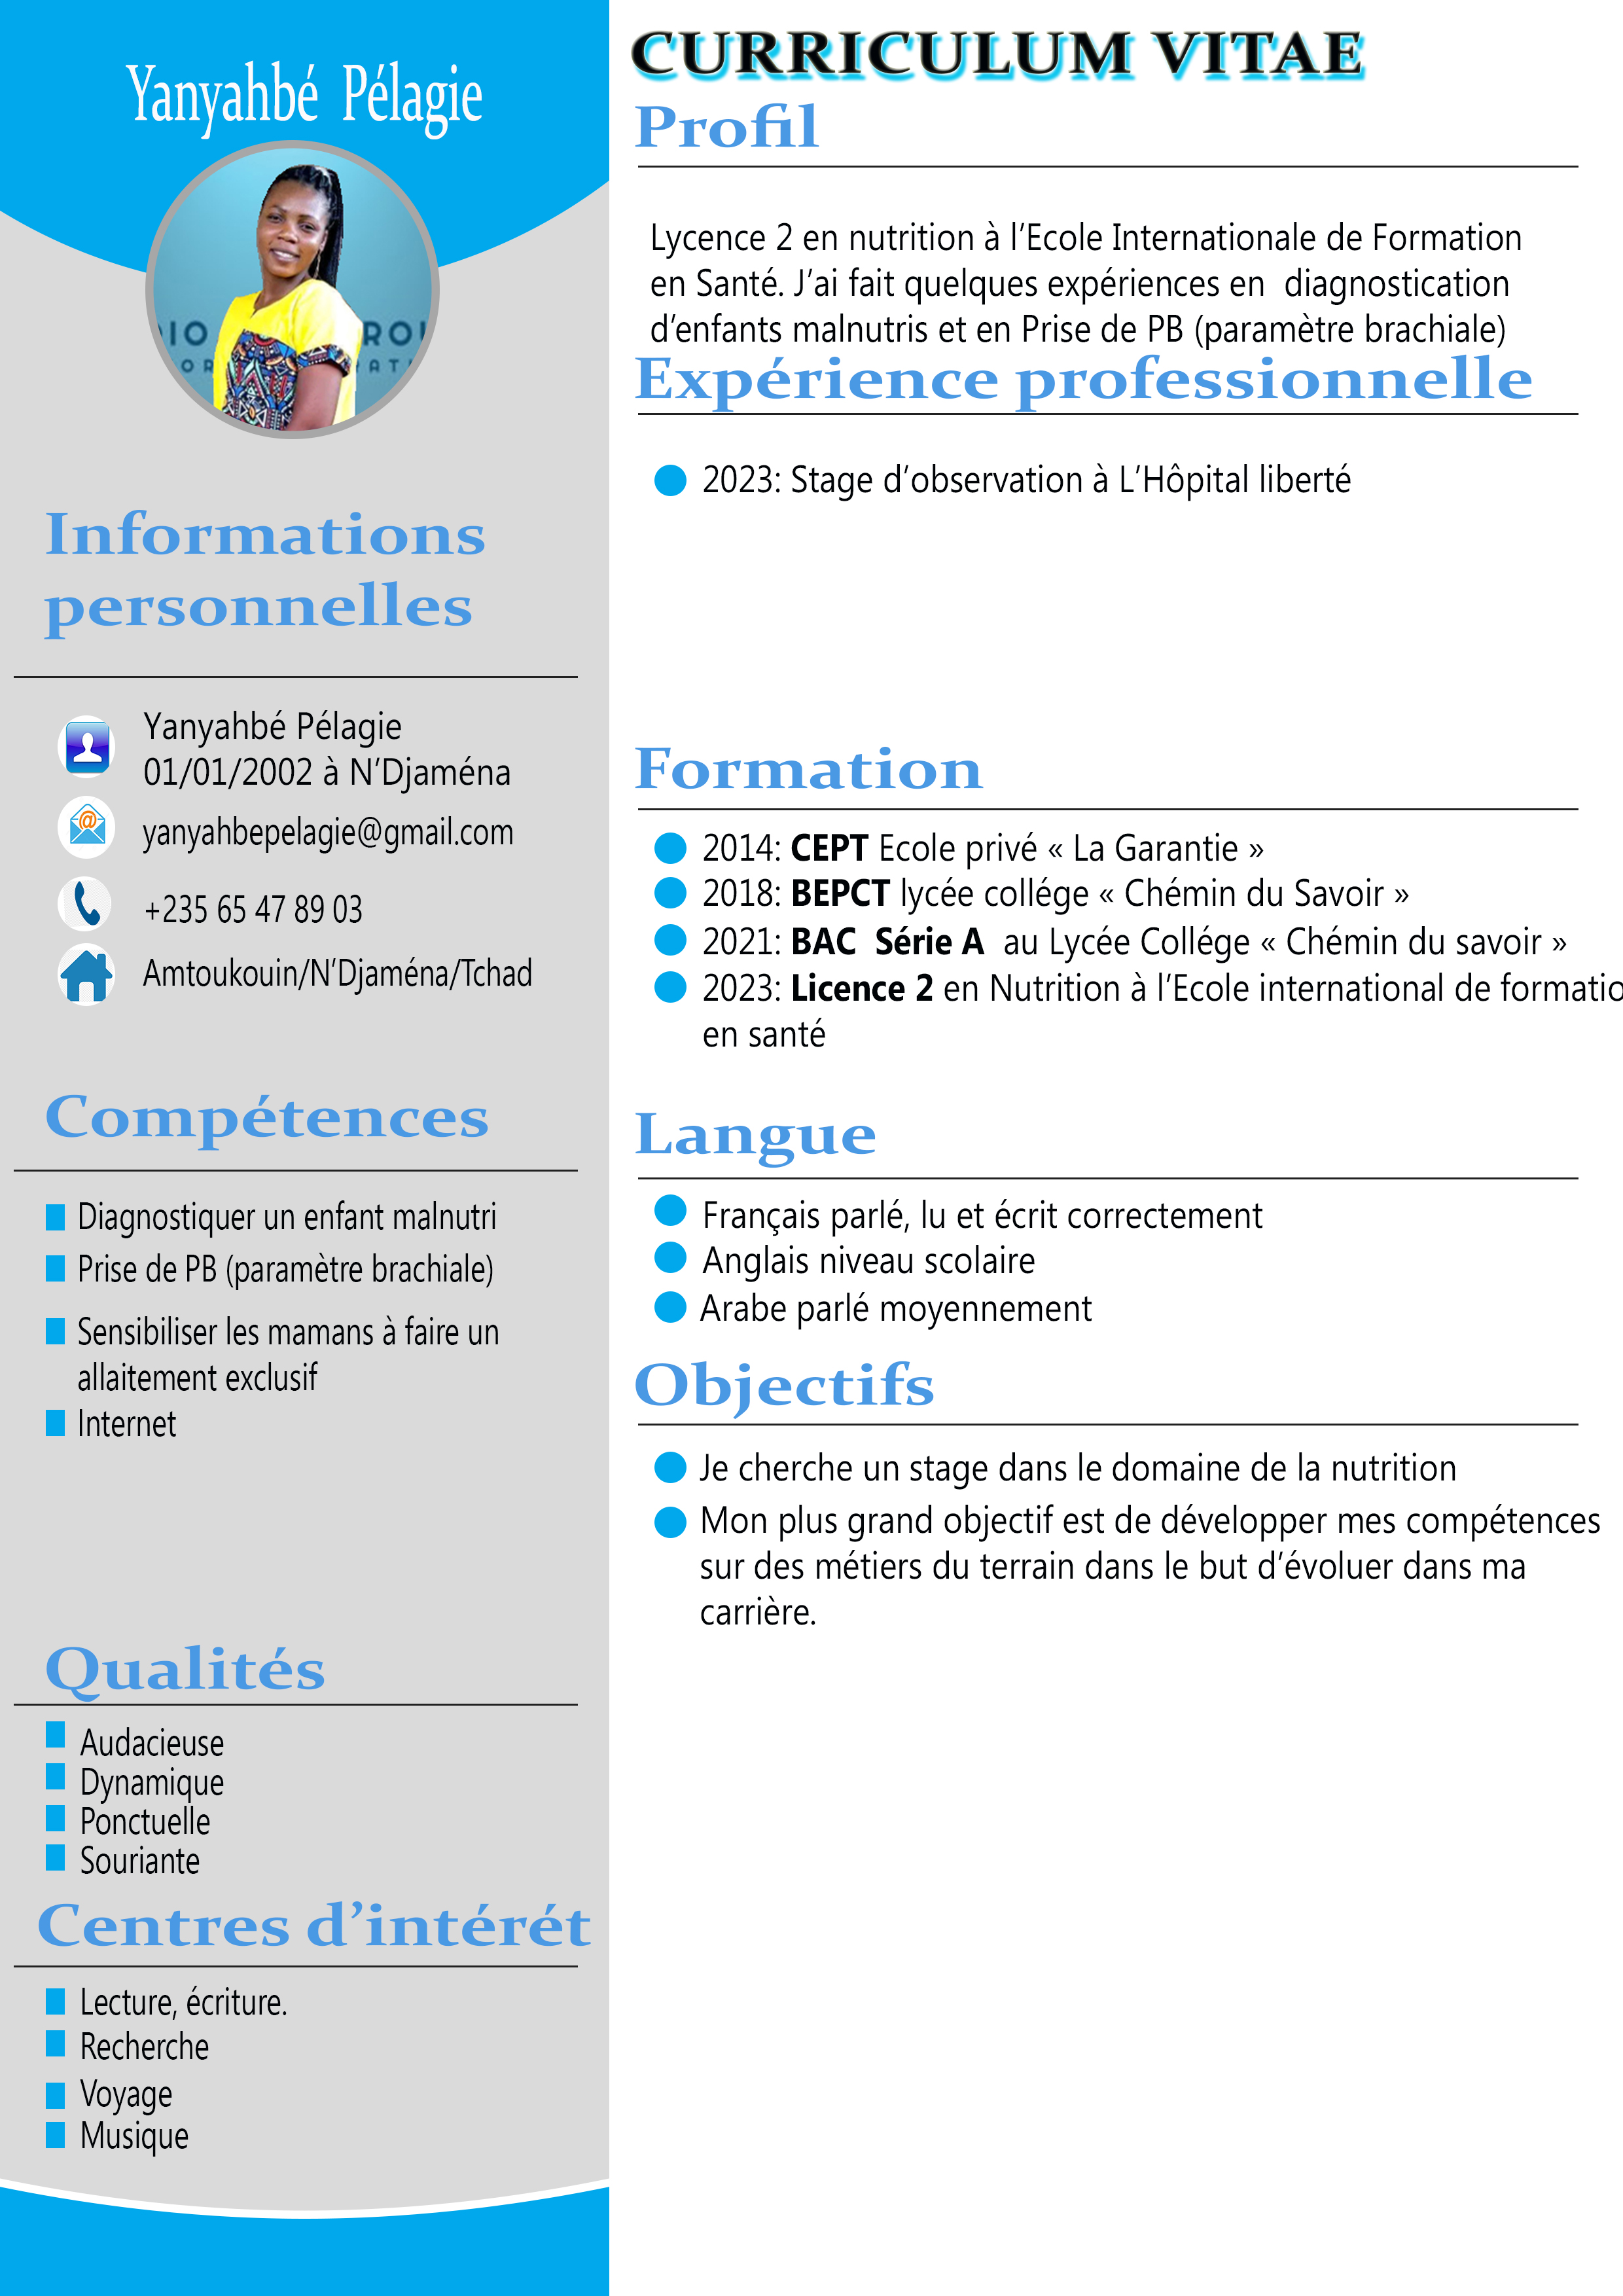 Yanyahbé Pélagie
Informations
personnelles
Yanyahbé Pélagie
01/01/2002 à N’Djaména
yanyahbepelagie@gmail.com
+235 65 47 89 03
Amtoukouin/N’Djaména/Tchad
Compétences
Diagnostiquer un enfant malnutri
Prise de PB (paramètre brachiale)
Sensibiliser les mamans à faire un
allaitement exclusif
Internet
Qualités
Audacieuse
Dynamique
Ponctuelle
Souriante
Centres d’intérét
Lecture, écriture.
Recherche
Voyage
Musique
CURRICULUM VITAE
Profil
Lycence 2 en nutrition à l’Ecole Internationale de Formation
en Santé. J’ai fait quelques expériences en diagnostication
d’enfants malnutris et en Prise de PB (paramètre brachiale)
Expérience professionnelle
2023: Stage d’observation à L’Hôpital liberté
Formation
2014: CEPT Ecole privé « La Garantie »
2018: BEPCT lycée collége « Chémin du Savoir »
2021: BAC Série A au Lycée Collége « Chémin du savoir »
2023: Licence 2 en Nutrition à l’Ecole international de formatio
en santé
Langue
Français parlé, lu et écrit correctement
Anglais niveau scolaire
Arabe parlé moyennement
Objectifs
Je cherche un stage dans le domaine de la nutrition
Mon plus grand objectif est de développer mes compétences
sur des métiers du terrain dans le but d’évoluer dans ma
carrière.